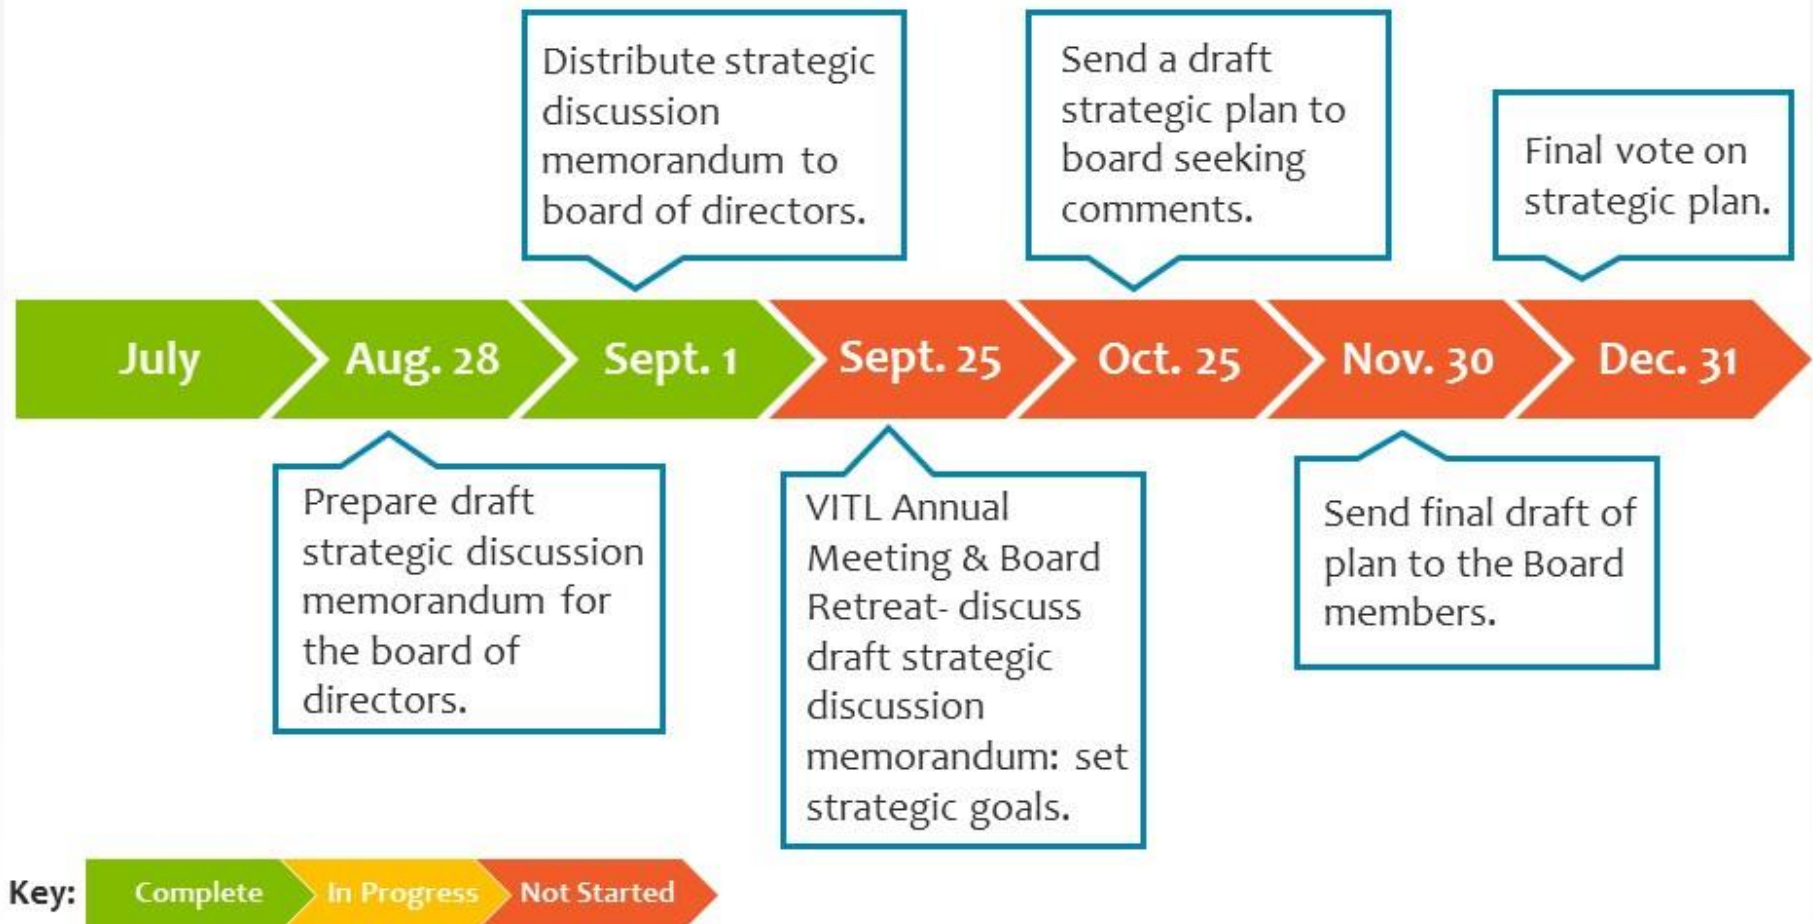 Distribute strategic
discussion
memorandum to
board of directors.
Send a draft
strategic plan to
board seeking
comments.
Final vote on
strategic plan.
July
Aug. 28
Sept. 1
Sept. 25
Oct. 25
Nov. 30
Dec. 31
Prepare draft
strategic discussion
memorandum for
the board of
directors.
VITL Annual
Meeting & Board
Retreat- discuss
draft strategic
discussion
memorandum: set
strategic goals.
Send final draft of
plan to the Board
members.
Key:
Complete
In Progress
Not Started